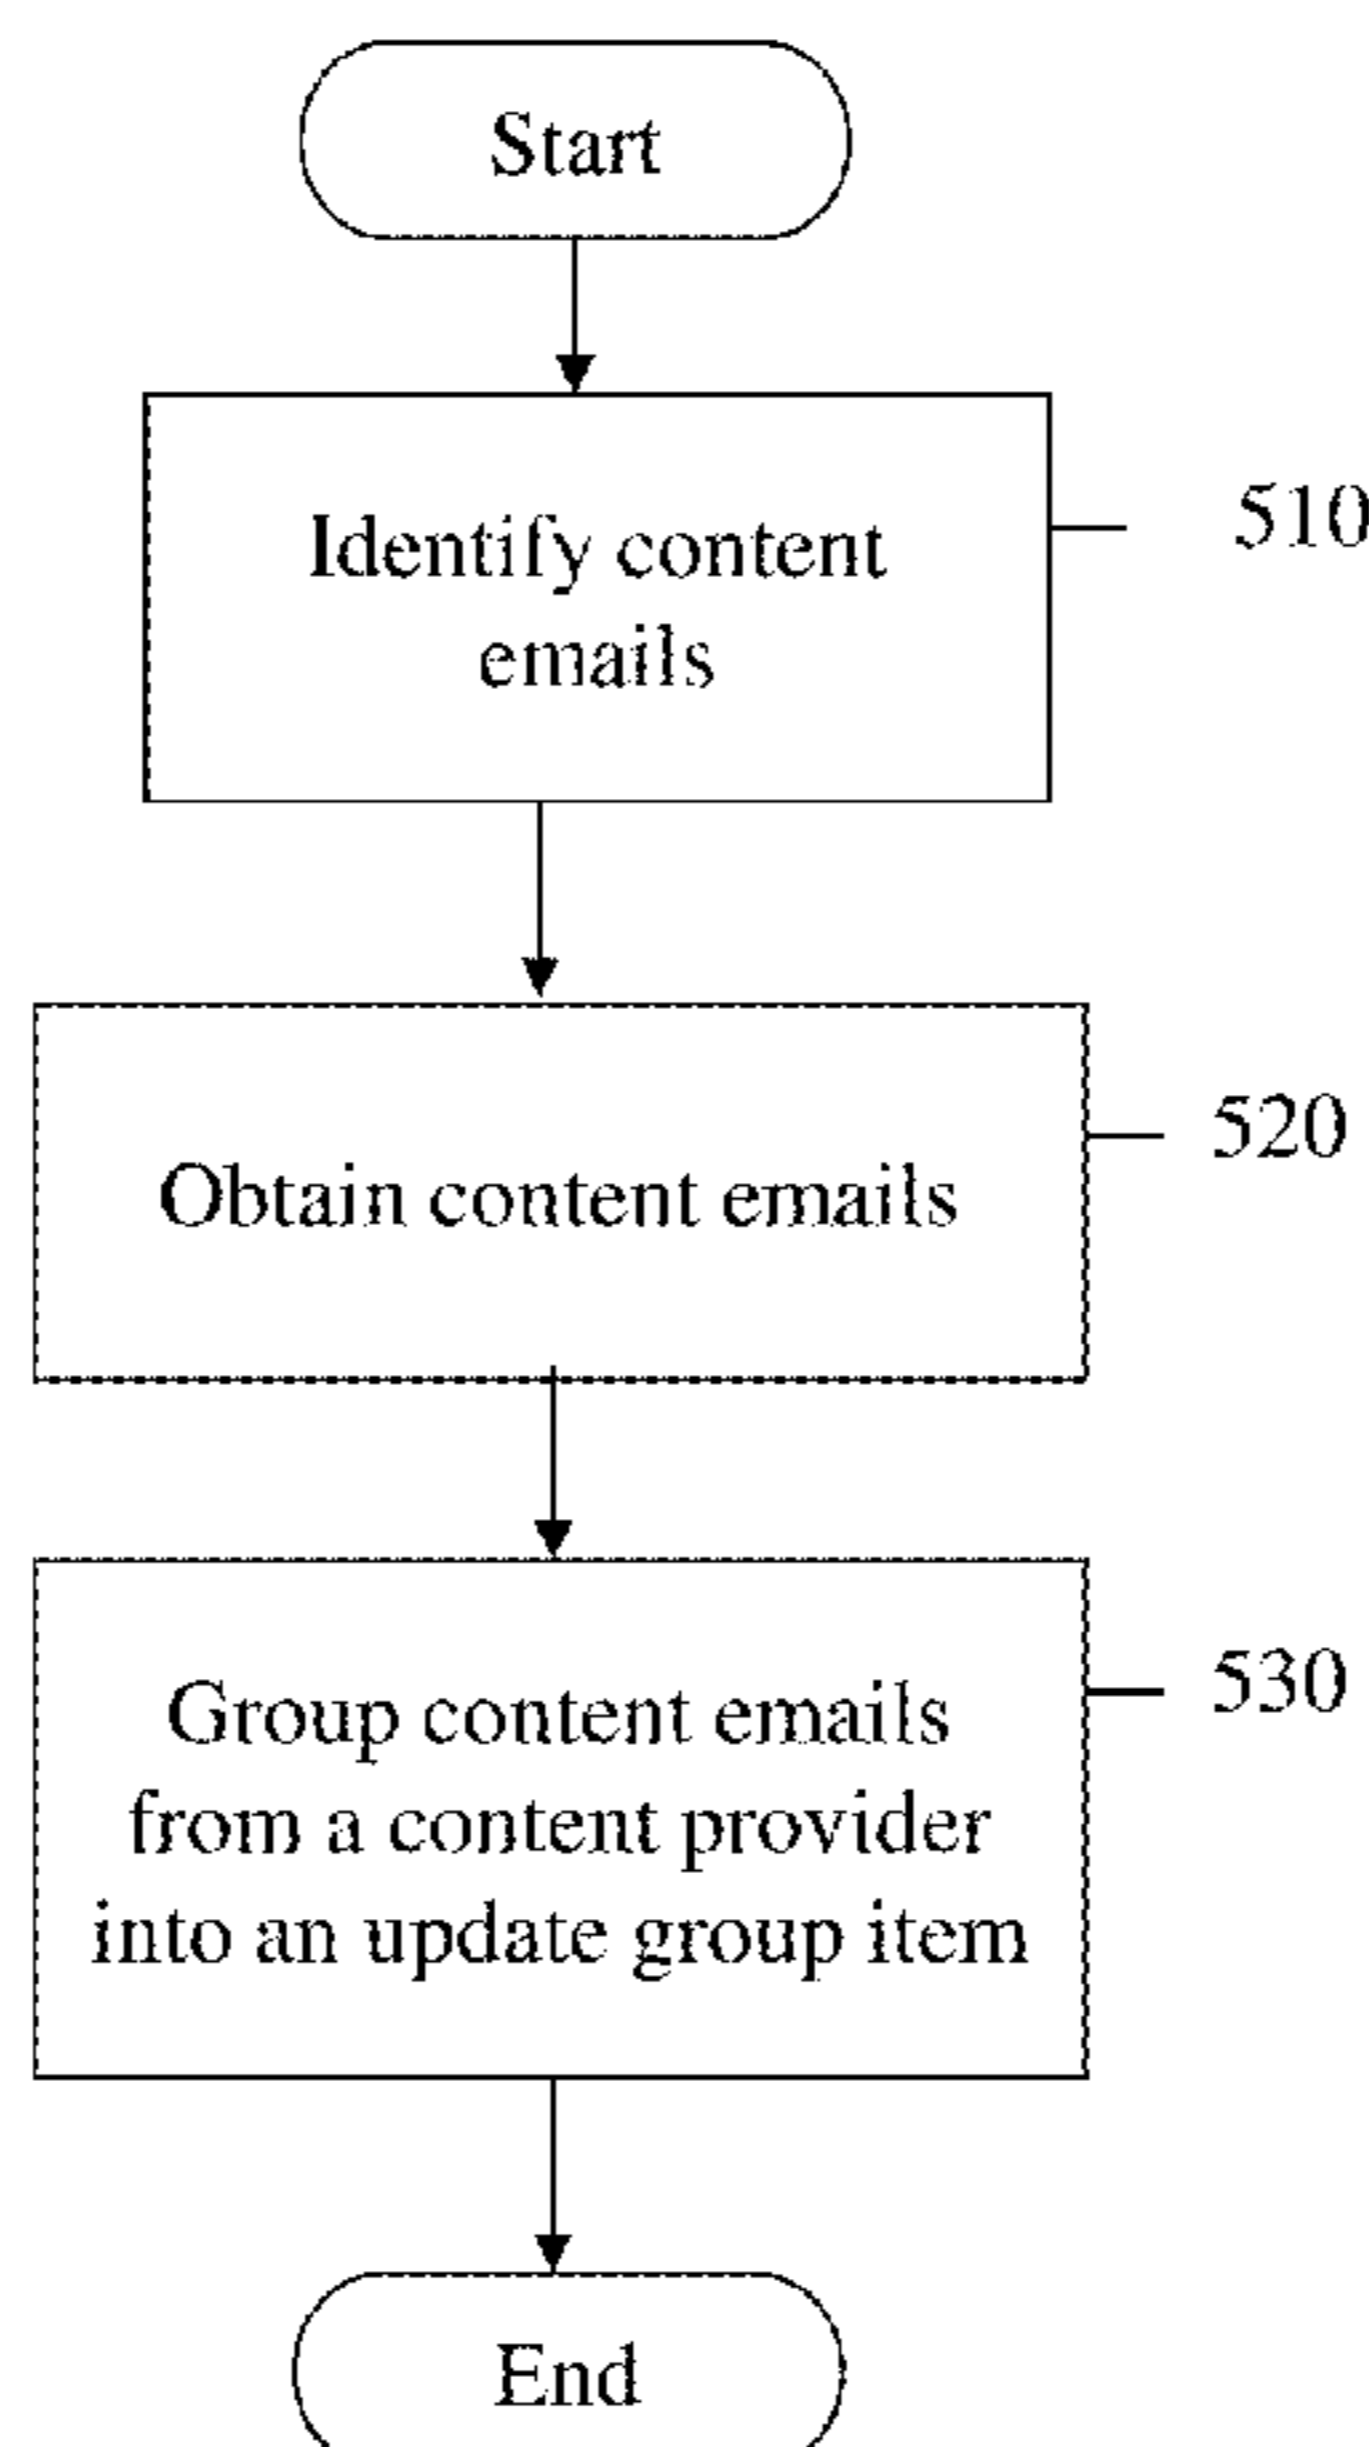 Start
Identify content
emails
510
Obtain content emails
520
Group content emails
from a content provider
into an update group item
530
End